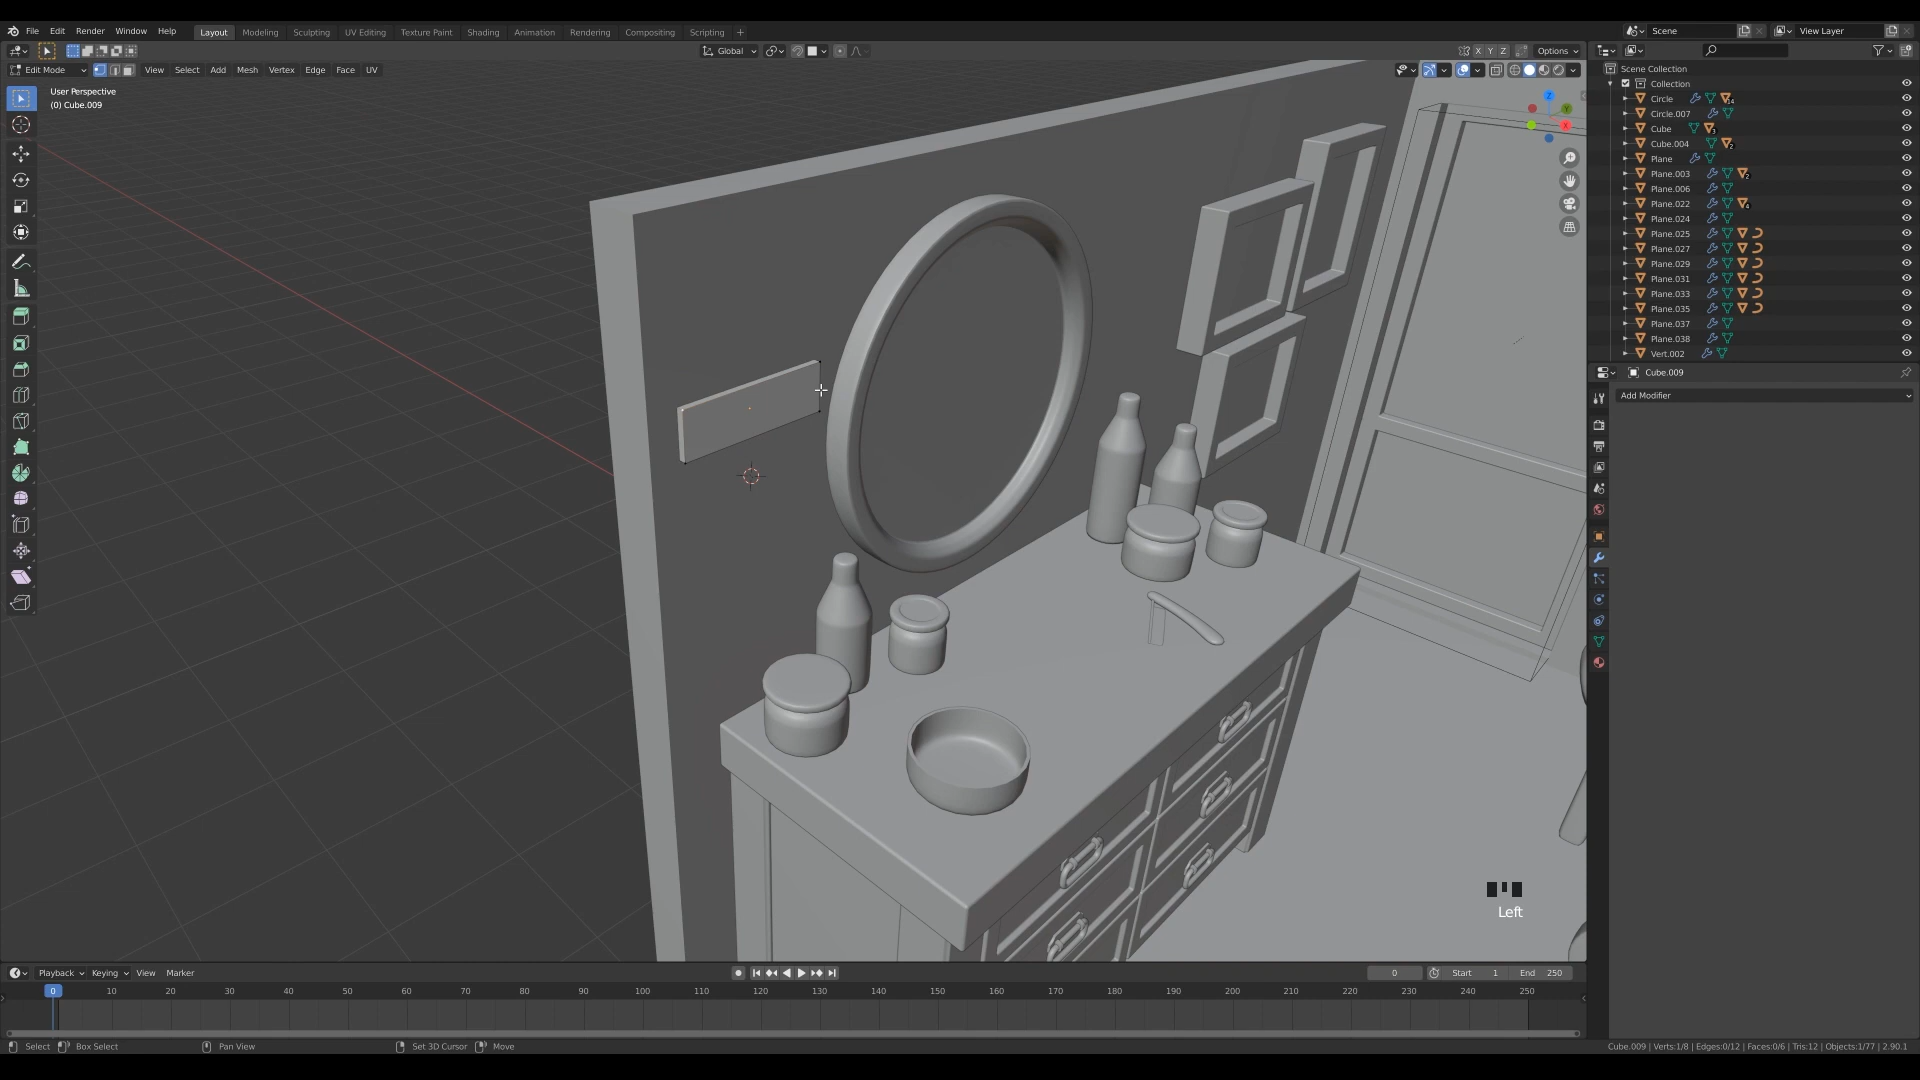 File Edit Render Window Help Layout Modeling Sculpting UV Editing Texture Paint Shading Animation Rendering Compositing Scripting + Scene View Layer
Global X Y Z Options
Edit Mode View Select Add Mesh Vertex Edge Face UV
User Perspective
(0) Cube.009
Scene Collection
Collection
Circle
Circle.007
Cube
Cube.004
Plane
Plane.003
Plane.006
Plane.022
Plane.024
Plane.025
Plane.027
Plane.029
Plane.031
Plane.033
Plane.035
Plane.037
Plane.038
Vert.002
Cube.009
Add Modifier
Left
Playback Keying View Marker 0 Start 1 End 250
0 10 20 30 40 50 60 70 80 90 100 110 120 130 140 150 160 170 180 190 200 210 220 230 240 250
Select Box Select Pan View Set 3D Cursor Move Cube.009 | Verts:1/8 | Edges:0/12 | Faces:0/6 | Tris:12 | Objects:1/77 | 2.90.1